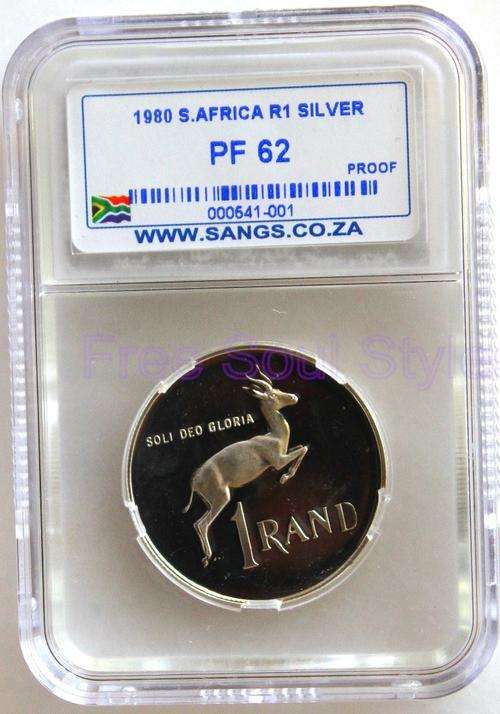 1980 S.AFRICA R1 SILVER
PF 62
PROOF
000641-001
WWW.SANGS.CO.ZA
Free Soul Style
SOLI DEO GLORIA
1 RAND